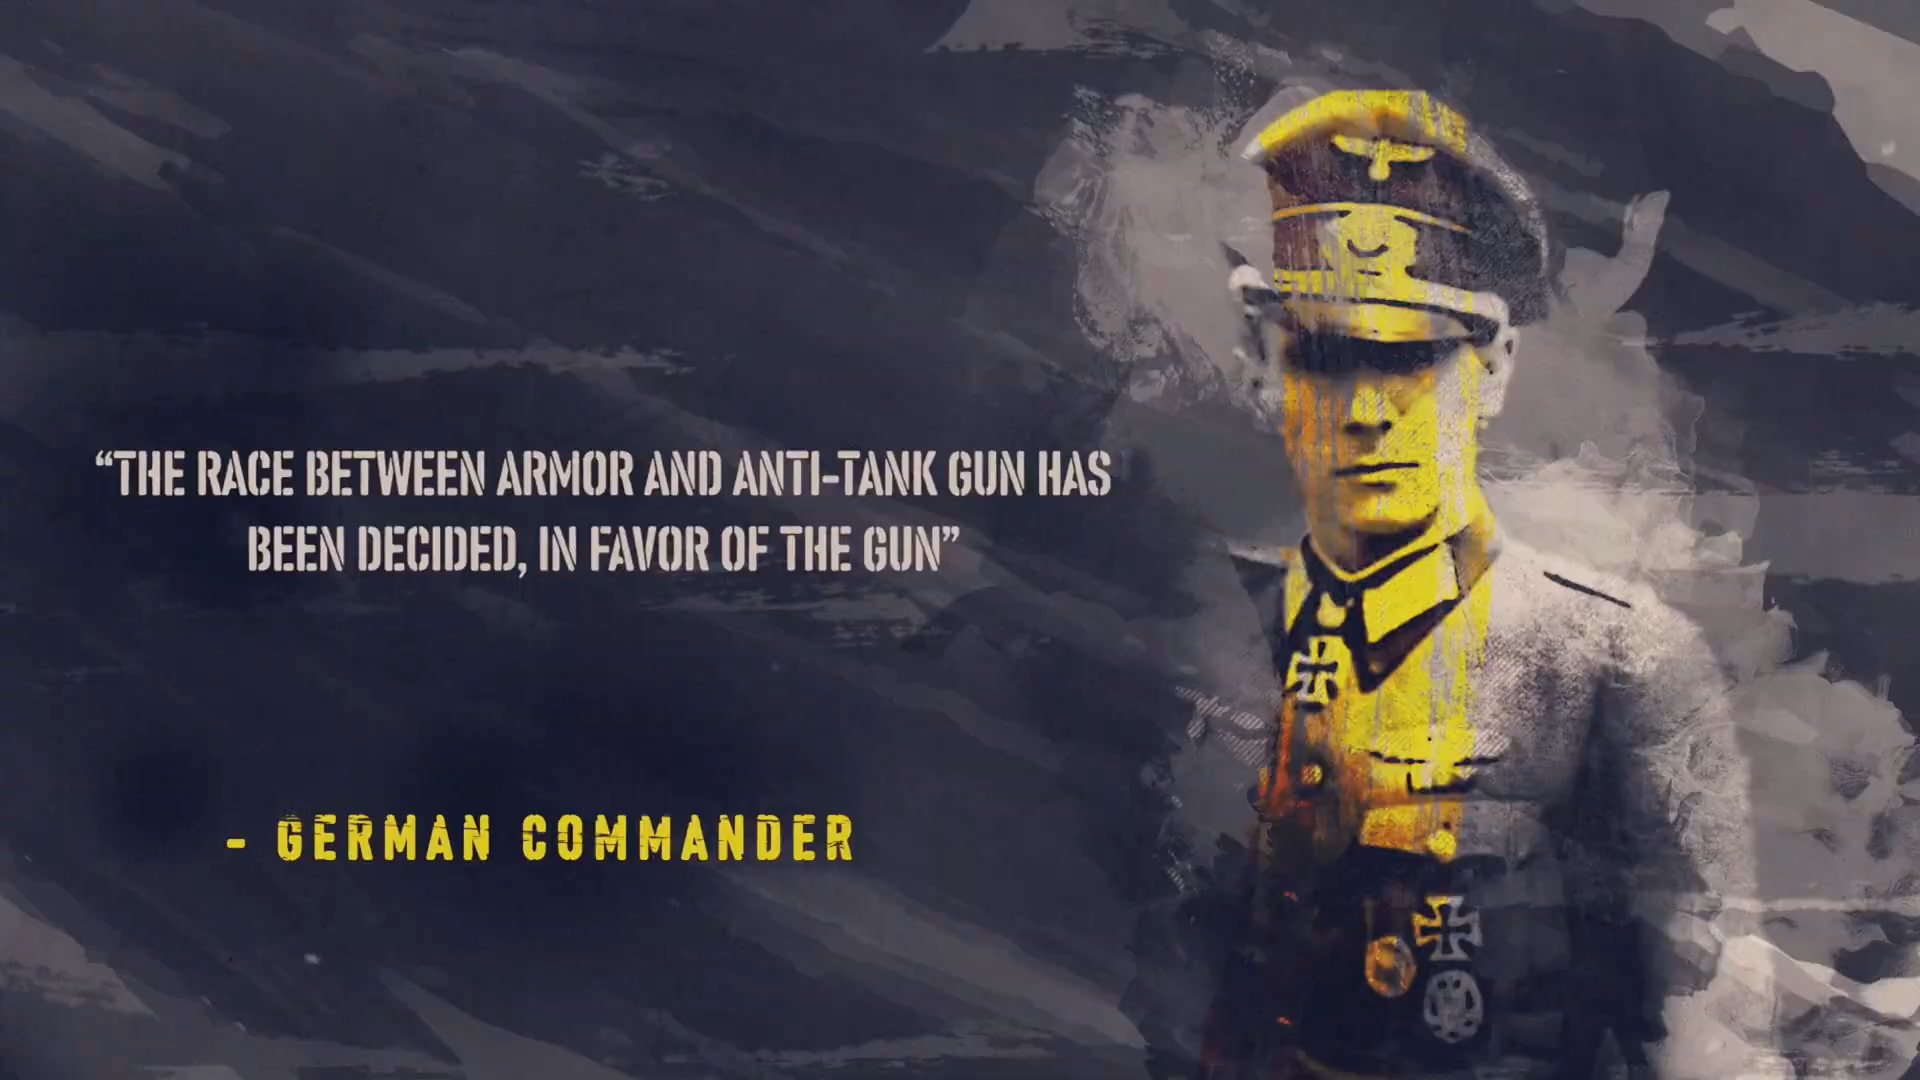 “THE RACE BETWEEN ARMOR AND ANTI-TANK GUN HAS
BEEN DECIDED, IN FAVOR OF THE GUN”
- GERMAN COMMANDER